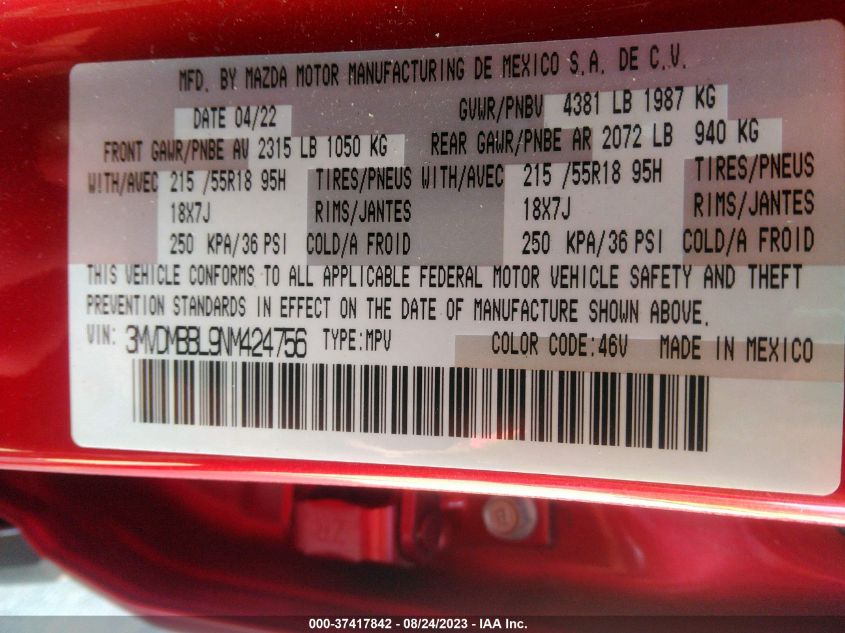 MFD. BY MAZDA MOTOR MANUFACTURING DE MEXICO S.A. DE C.V.
DATE 04/22 GVWR/PNBV 4381 LB 1987 KG
FRONT GAWR/PNBE AV 2315 LB 1050 KG REAR GAWR/PNBE AR 2072 LB 940 KG
WITH/AVEC 215 /55R18 95H TIRES/PNEUS WITH/AVEC 215 /55R18 95H TIRES/PNEUS
18X7J RIMS/JANTES 18X7J RIMS/JANTES
250 KPA/36 PSI COLD/A FROID 250 KPA/36 PSI COLD/A FROID
THIS VEHICLE CONFORMS TO ALL APPLICABLE FEDERAL MOTOR VEHICLE SAFETY AND THEFT
PREVENTION STANDARDS IN EFFECT ON THE DATE OF MANUFACTURE SHOWN ABOVE.
VIN: 3MVDMBBL9NM424756 TYPE:MPV COLOR CODE:46V MADE IN MEXICO
000-37417842 - 08/24/2023 - IAA Inc.